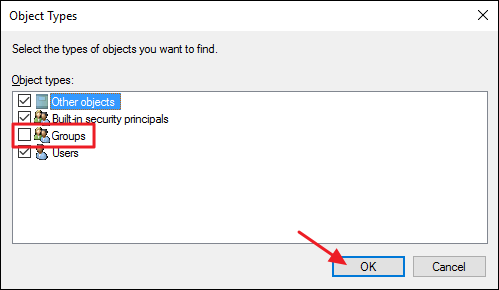 Object Types
Select the types of objects you want to find.
Object types:
Other objects
Built-in security principals
Groups
Users
OK
Cancel